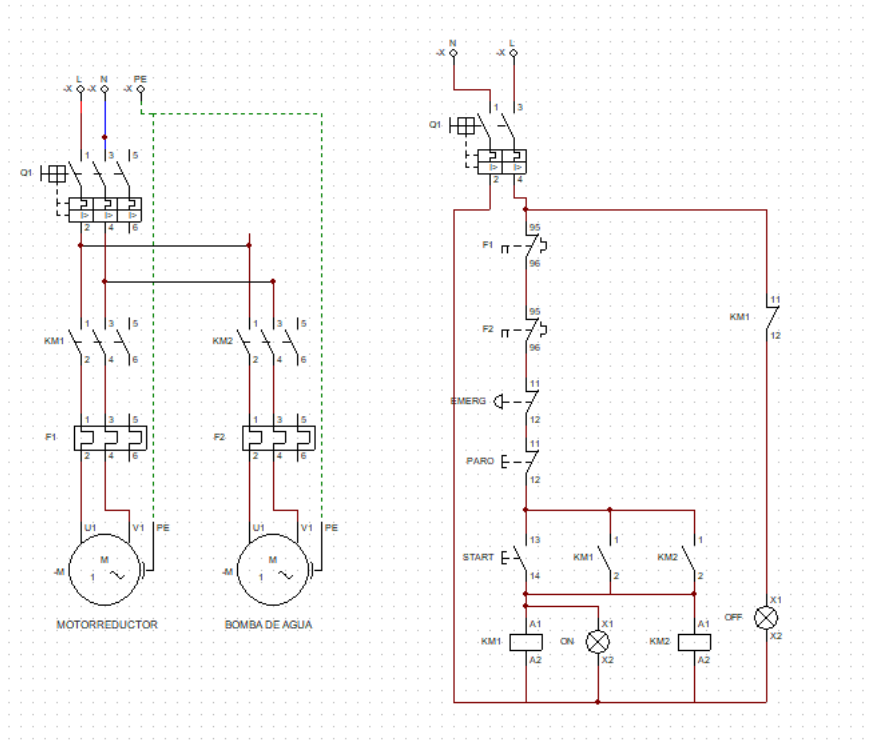 L N PE
-X -X -X
Q1
1 3 5
I> I> I>
2 4 6
KM1
1 3 5
2 4 6
KM2
1 3 5
2 4 6
F1
1 3 5
2 4 6
F2
1 3 5
2 4 6
U1 V1 PE
-M
M
1
MOTORREDUCTOR
U1 V1 PE
-M
M
1
BOMBA DE AGUA
N L
-X -X
Q1
1 3
I> I>
2 4
F1
95
96
F2
95
96
EMERG
11
12
PARO
11
12
START
13
14
KM1
1
2
KM2
1
2
KM1
A1
A2
ON
X1
X2
KM2
A1
A2
KM1
11
12
OFF
X1
X2